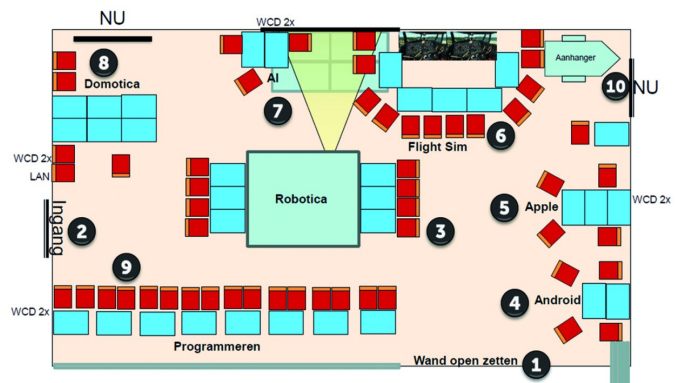 NU
WCD 2x
8
Domotica
AI
7
Aanhanger
10
NU
6
Flight Sim
WCD 2x
LAN
Robotica
5
Apple
WCD 2x
Ingang
2
3
9
4
Android
WCD 2x
Programmeren
Wand open zetten
1